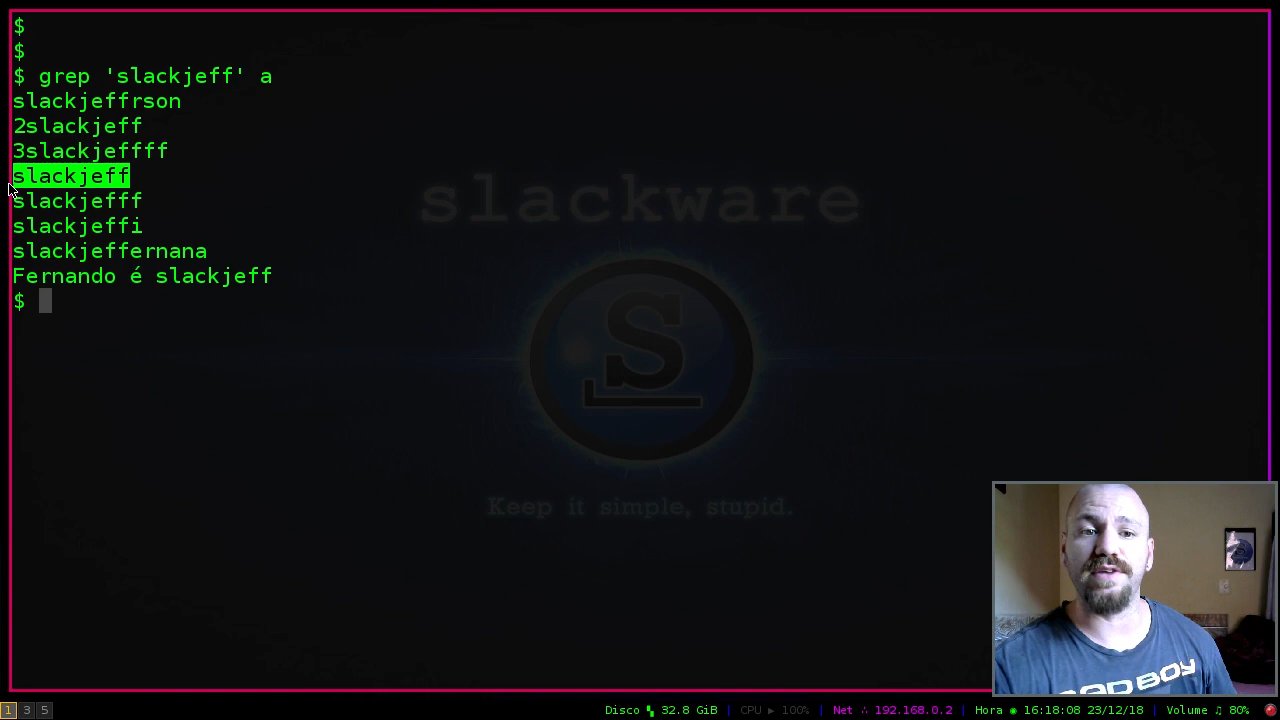 $
$
$ grep 'slackjeff' a
slackjeffrson
2slackjeff
3slackjeffff
slackjeff
slackjefff
slackjeffi
slackjeffernana
Fernando é slackjeff
$
slackware
S
Keep it simple, stupid.
BAD BOY
1 3 5
Disco 32.8 GiB | CPU ▶ 100% | Net ∴ 192.168.0.2 | Hora ◉ 16:18:08 23/12/18 | Volume ♫ 80%